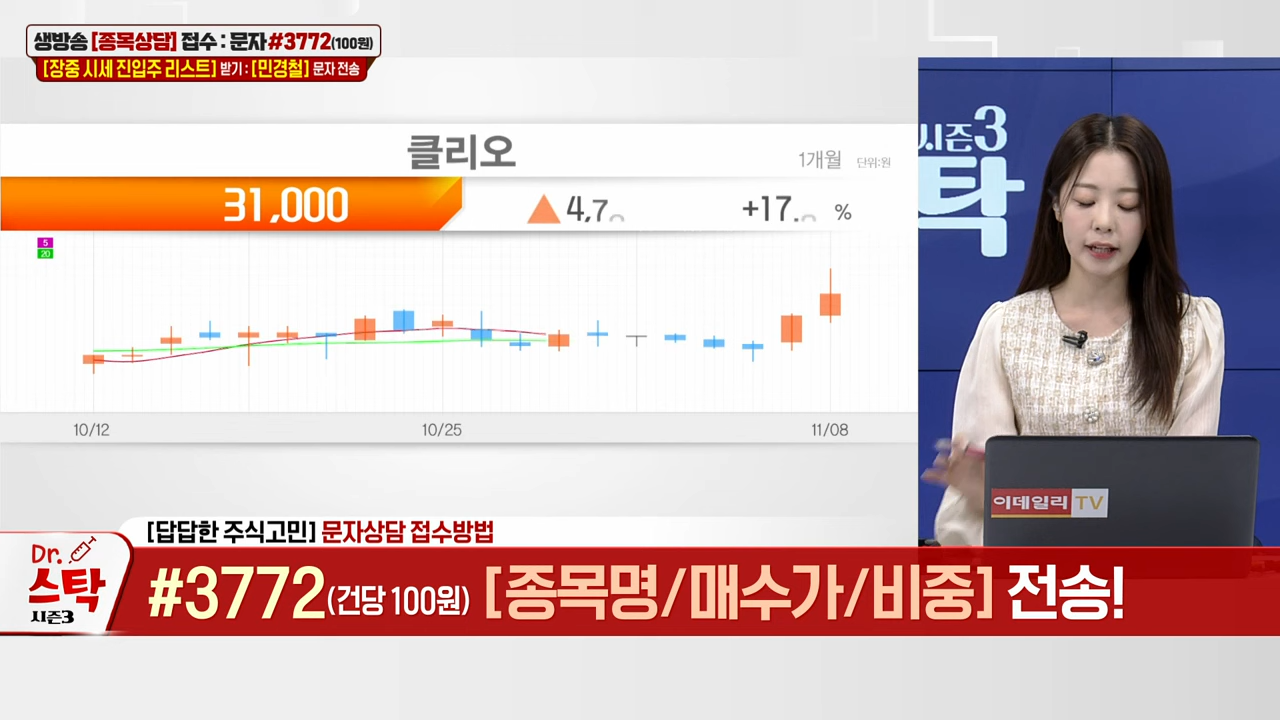 생방송 [종목상담] 접수 : 문자#3772(100원)
[장중 시세 진입주 리스트] 받기 : [민경철] 문자 전송
클리오
1개월 단위:원
31,000
▲ 4,7
+17. %
5
20
10/12 10/25 11/08
시즌3
탁
이데일리TV
[답답한 주식고민] 문자상담 접수방법
Dr.
스탁
시즌3
#3772(건당 100원) [종목명/매수가/비중] 전송!